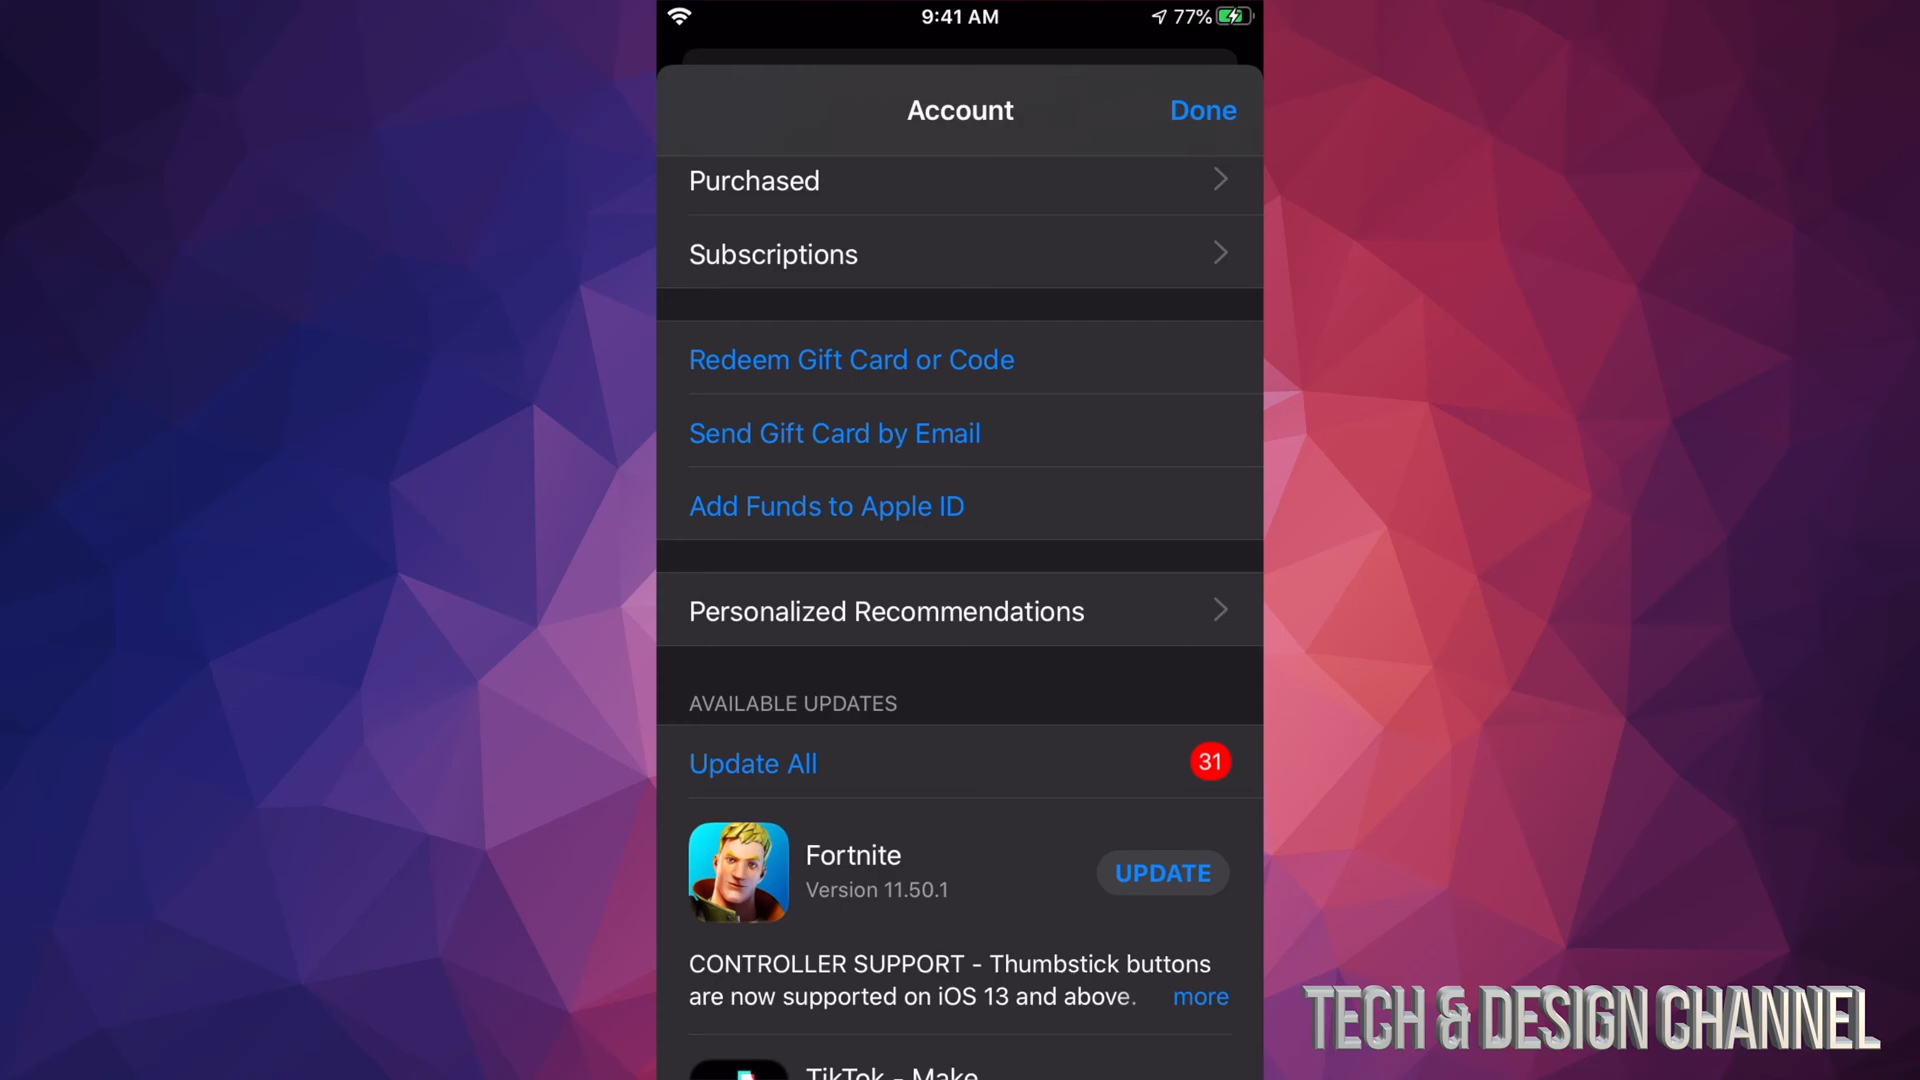 9:41 AM
77%
Account
Done
Purchased
Subscriptions
Redeem Gift Card or Code
Send Gift Card by Email
Add Funds to Apple ID
Personalized Recommendations
AVAILABLE UPDATES
Update All
31
Fortnite
Version 11.50.1
UPDATE
CONTROLLER SUPPORT - Thumbstick buttons
are now supported on iOS 13 and above.
more
TikTok - Make
TECH & DESIGN CHANNEL